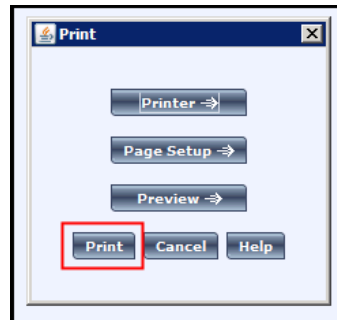 Print
Printer
Page Setup
Preview
Print Cancel Help